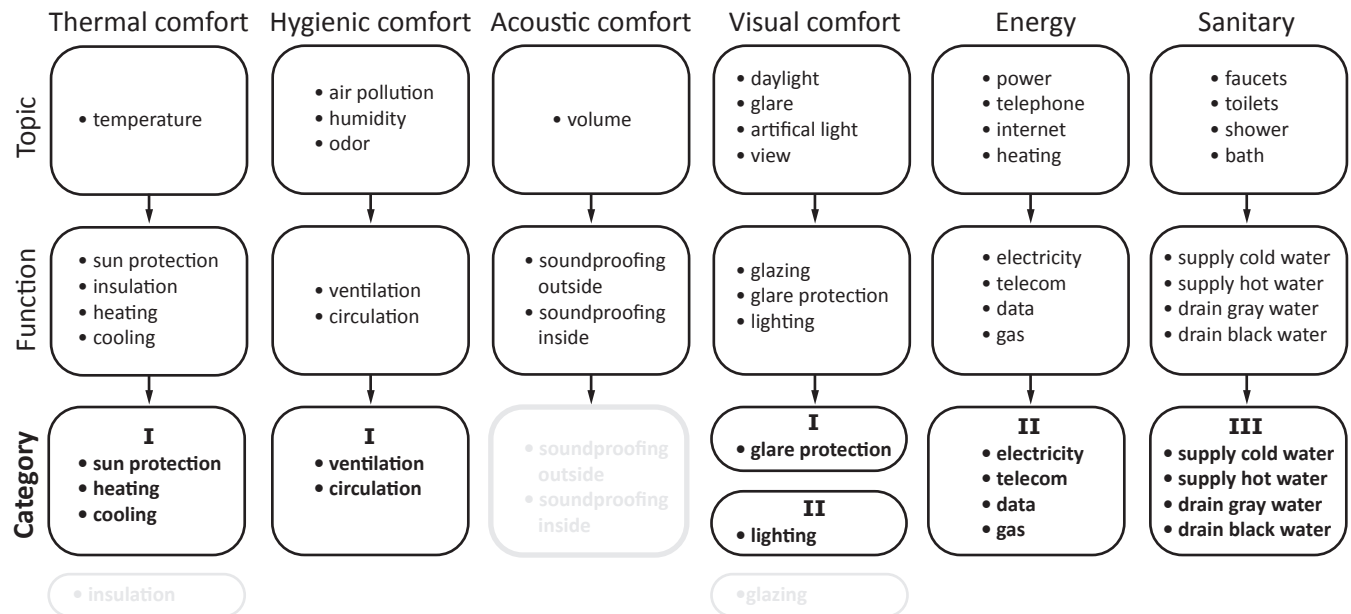 Thermal comfort
Hygienic comfort
Acoustic comfort
Visual comfort
Energy
Sanitary
Topic
• temperature
• air pollution
• humidity
• odor
• volume
• daylight
• glare
• artifical light
• view
• power
• telephone
• internet
• heating
• faucets
• toilets
• shower
• bath
Function
• sun protection
• insulation
• heating
• cooling
• ventilation
• circulation
• soundproofing
outside
• soundproofing
inside
• glazing
• glare protection
• lighting
• electricity
• telecom
• data
• gas
• supply cold water
• supply hot water
• drain gray water
• drain black water
Category
I
• sun protection
• heating
• cooling
• insulation
I
• ventilation
• circulation
• soundproofing
outside
• soundproofing
inside
I
• glare protection
II
• lighting
•glazing
II
• electricity
• telecom
• data
• gas
III
• supply cold water
• supply hot water
• drain gray water
• drain black water